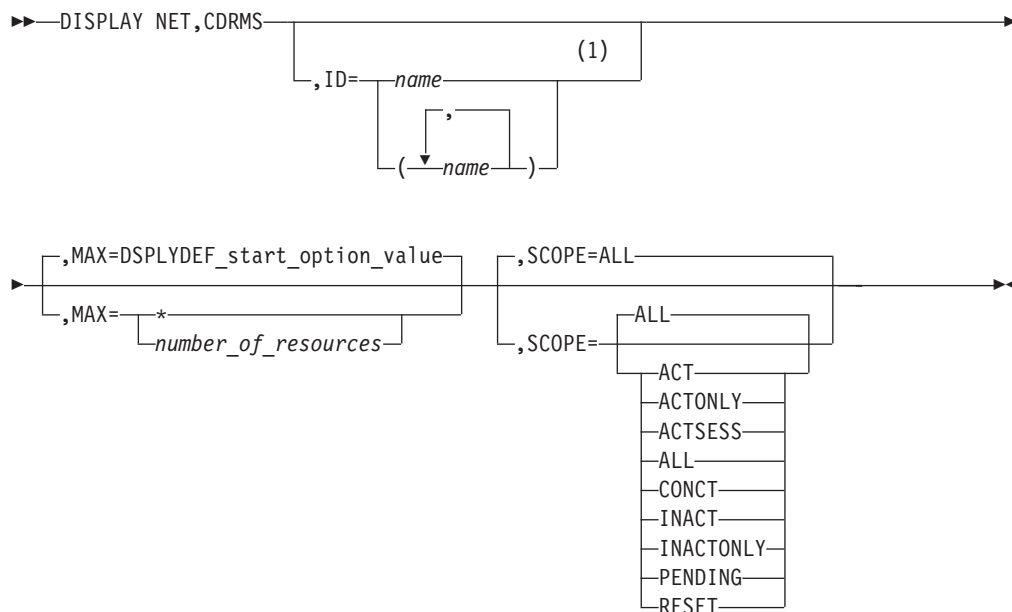 DISPLAY NET,CDRMS
(1)
,ID= name
,
( name )
,MAX=DSPLYDEF_start_option_value
,SCOPE=ALL
,MAX= *
number_of_resources
ALL
,SCOPE=
ACT
ACTONLY
ACTSESS
ALL
CONCT
INACT
INACTONLY
PENDING
RESET